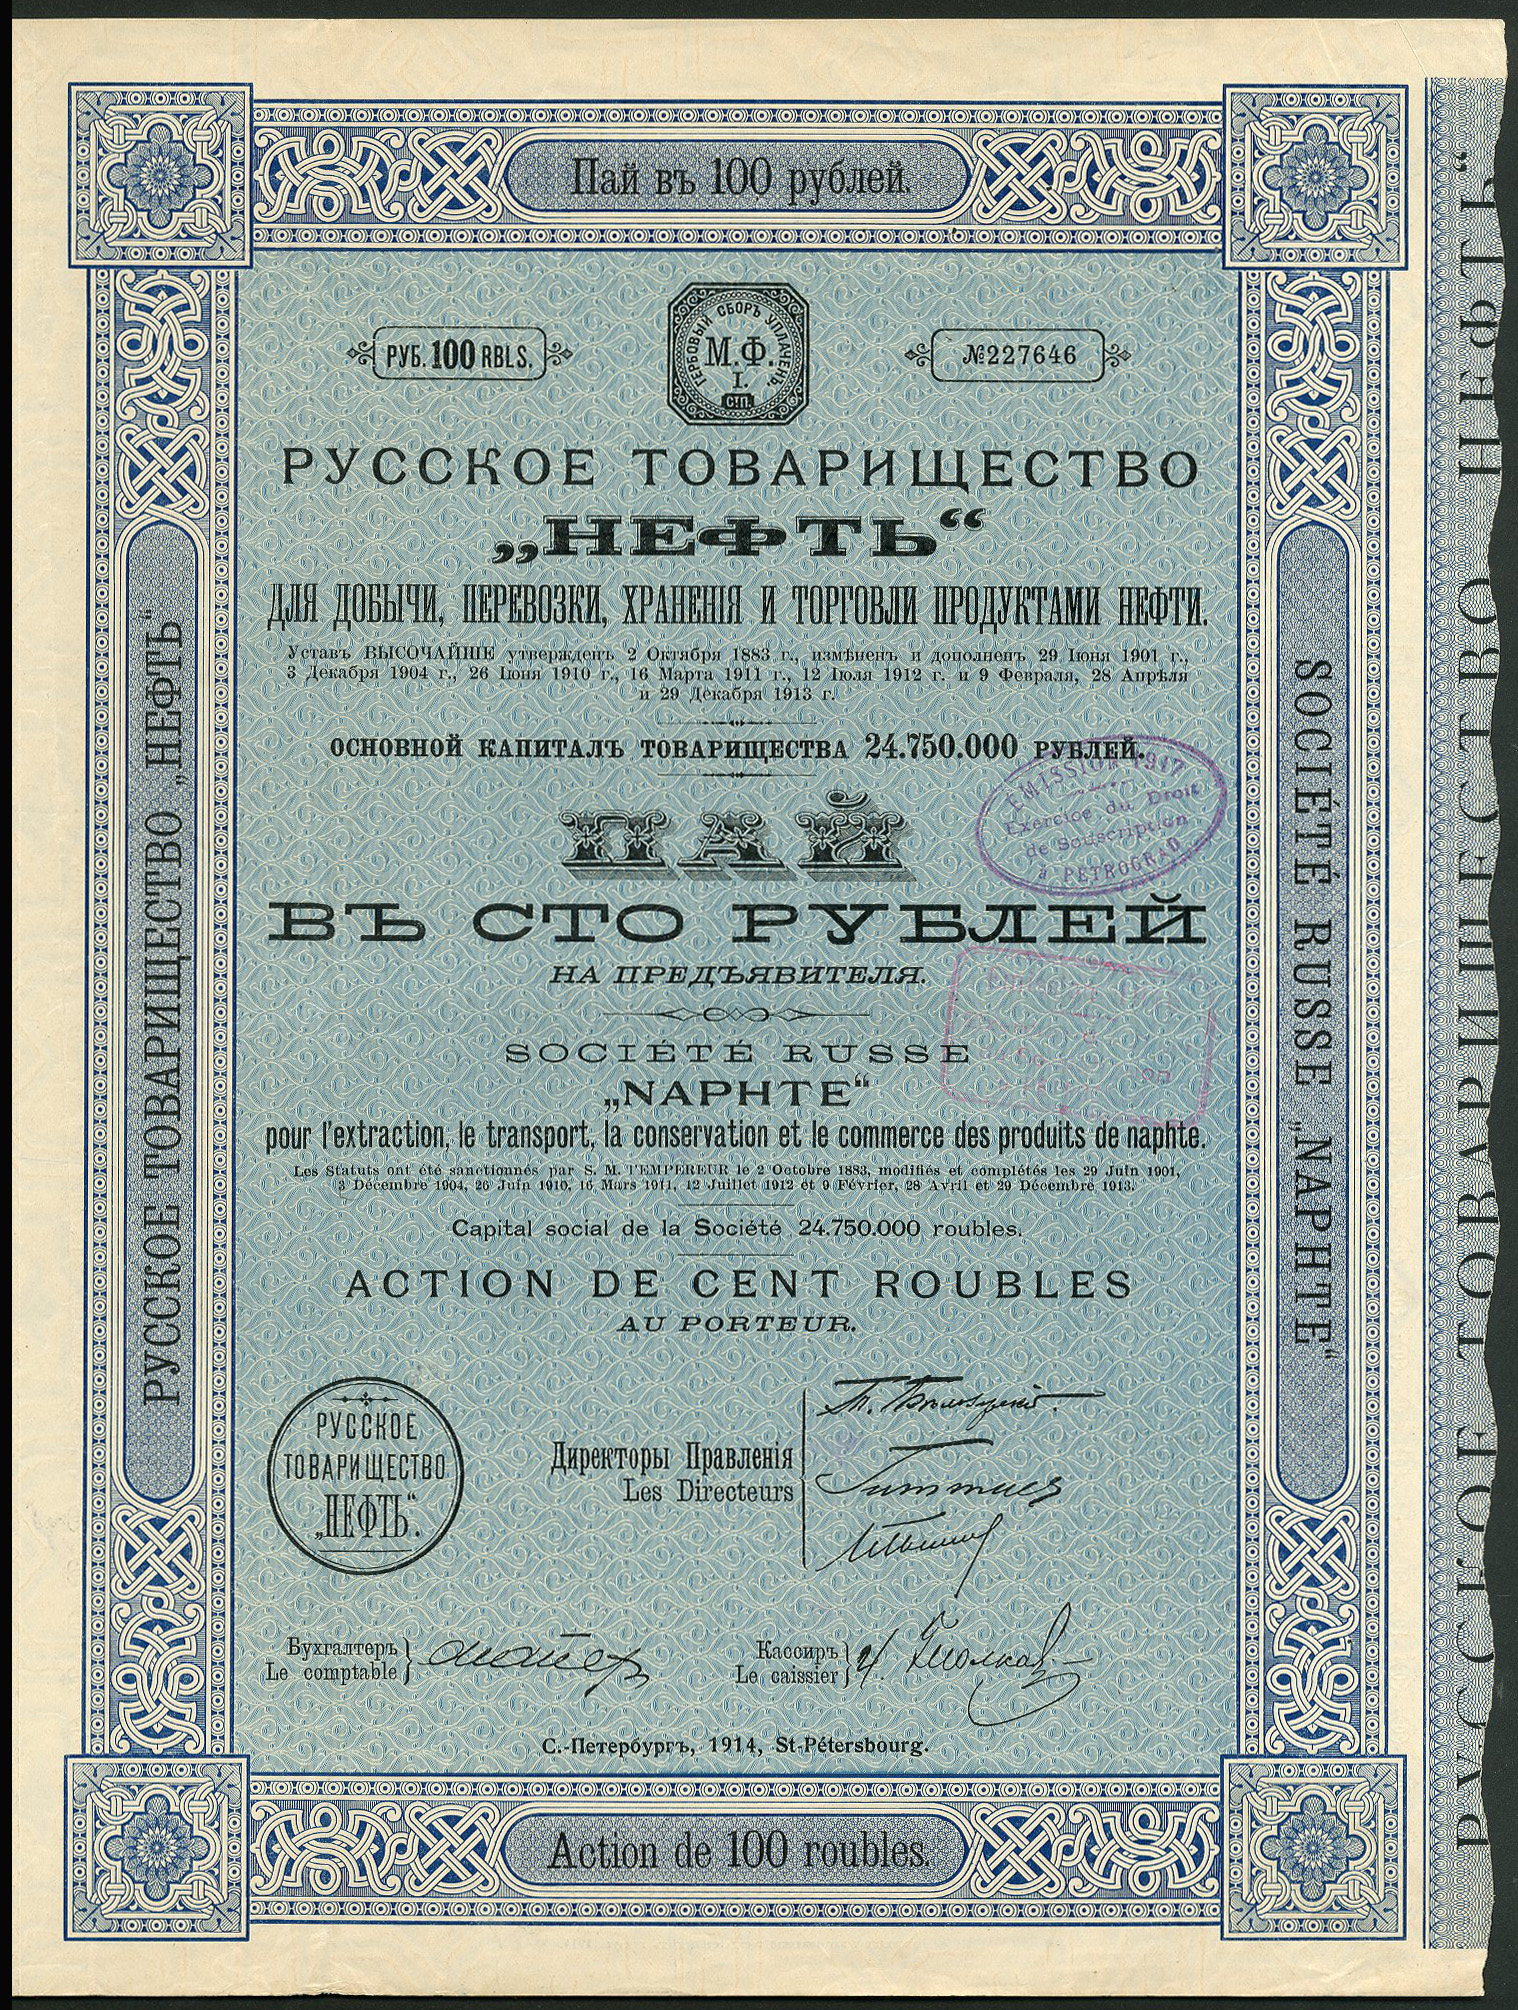 Пай въ 100 рублей.
РУБ. 100 RBLS.
ГЕРБОВЫЙ СБОРЪ УПЛАЧЕНЪ.
М.Ф.
I.
СТП.
№227646
РУССКОЕ ТОВАРИЩЕСТВО
„НЕФТЬ“
ДЛЯ ДОБЫЧИ, ПЕРЕВОЗКИ, ХРАНЕНІЯ И ТОРГОВЛИ ПРОДУКТАМИ НЕФТИ.
Уставъ ВЫСОЧАЙШЕ утвержденъ 2 Октября 1883 г., измѣненъ и дополненъ 29 Іюня 1901 г.,
3 Декабря 1904 г., 26 Іюня 1910 г., 16 Марта 1911 г., 12 Іюля 1912 г. и 9 Февраля, 28 Апрѣля
и 29 Декабря 1913 г.
ОСНОВНОЙ КАПИТАЛЪ ТОВАРИЩЕСТВА 24.750.000 РУБЛЕЙ.
EMISSION 1917
Exercice du Droit
de Souscription
à PETROGRAD
ПАЙ
ВЪ СТО РУБЛЕЙ
НА ПРЕДЪЯВИТЕЛЯ.
SOCIÉTÉ RUSSE
„NAPHTE“
pour l'extraction, le transport, la conservation et le commerce des produits de naphte.
Les Statuts ont été sanctionnés par S. M. l'EMPEREUR le 2 Octobre 1883, modifiés et complétés les 29 Juin 1901,
3 Décembre 1904, 26 Juin 1910, 16 Mars 1911, 12 Juillet 1912 et 9 Février, 28 Avril et 29 Décembre 1913.
Capital social de la Société 24.750.000 roubles.
ACTION DE CENT ROUBLES
AU PORTEUR.
РУССКОЕ
ТОВАРИЩЕСТВО
„НЕФТЬ“.
Директоры Правленія
Les Directeurs
Бухгалтеръ
Le comptable
Кассиръ
Le caissier
С.-Петербургъ, 1914, St-Pétersbourg.
Action de 100 roubles.
РУССКОЕ ТОВАРИЩЕСТВО „НЕФТЬ“
SOCIÉTÉ RUSSE „NAPHTE“
РУССКОЕ ТОВАРИЩЕСТВО НЕФТЬ“